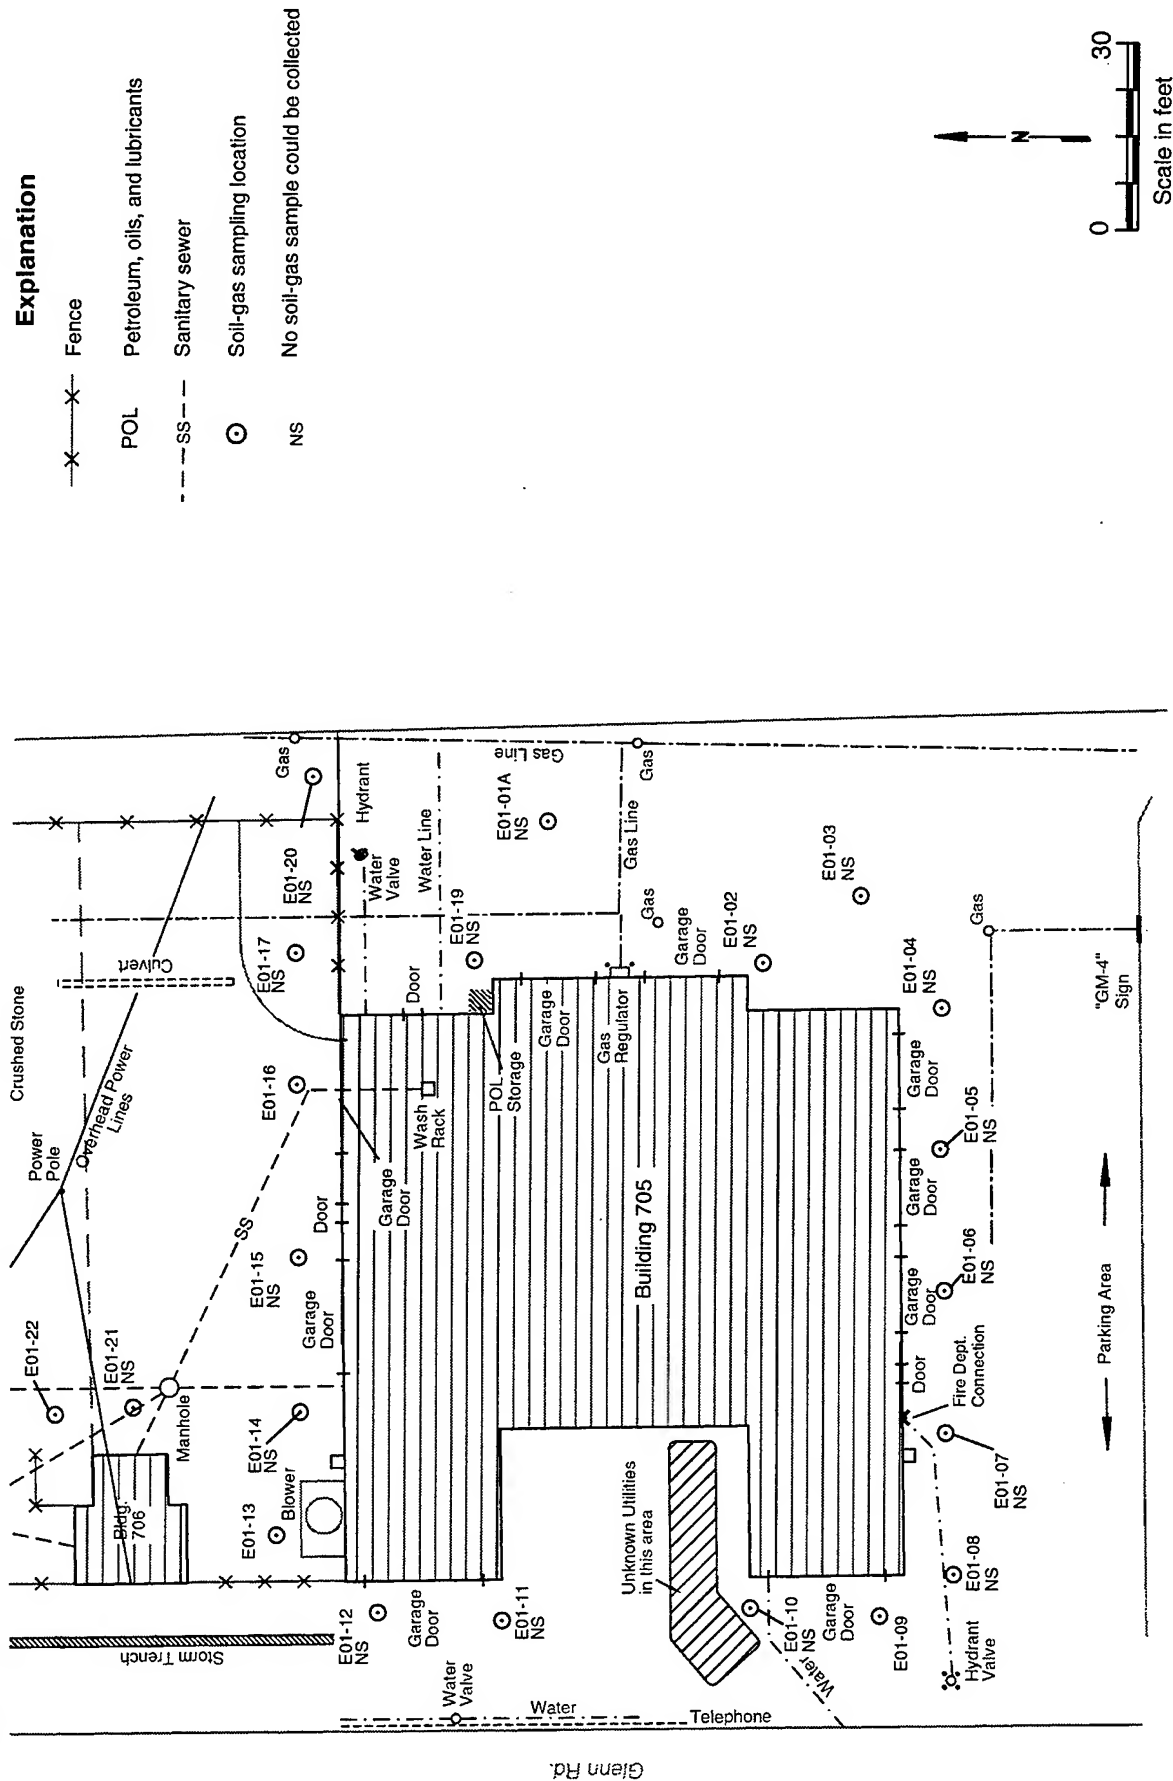 Explanation
Fence
POL
Petroleum, oils, and lubricants
SS
Sanitary sewer
Soil-gas sampling location
NS
No soil-gas sample could be collected
N
0
30
Scale in feet
Crushed Stone
Power
Pole
Overhead Power
Lines
Culvert
E01-22
E01-21
NS
Manhole
Bldg.
706
SS
E01-13
Blower
E01-14
NS
E01-15
NS
E01-16
E01-17
NS
E01-20
NS
Gas
Storm Trench
E01-12
NS
Garage
Door
E01-11
NS
Garage
Door
Door
Garage
Door
Wash
Rack
Door
Hydrant
Water
Valve
Water Line
E01-19
NS
E01-01A
NS
Gas Line
POL
Storage
Garage
Door
Gas
Regulator
Gas
Gas Line
Gas
Garage
Door
E01-02
NS
E01-03
NS
Building 705
Unknown Utilities
in this area
Water
Valve
Water
Telephone
Glenn Rd.
Water
E01-10
NS
Garage
Door
E01-09
Hydrant
Valve
E01-08
NS
E01-07
NS
Fire Dept.
Connection
Door
Garage
Door
E01-06
NS
Garage
Door
E01-05
NS
Garage
Door
E01-04
NS
Gas
"GM-4"
Sign
Parking Area